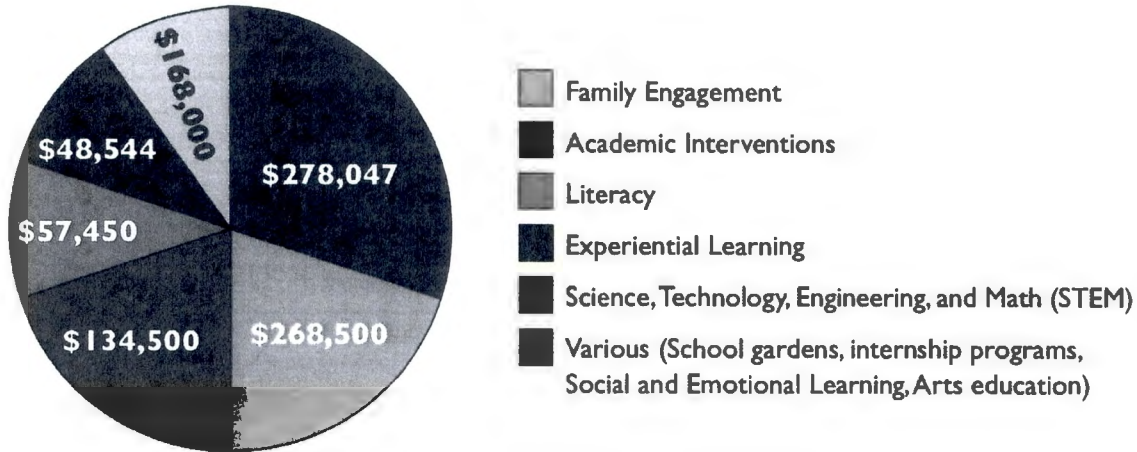 $168,000
$48,544
$278,047
$57,450
$134,500
$268,500
Family Engagement
Academic Interventions
Literacy
Experiential Learning
Science, Technology, Engineering, and Math (STEM)
Various (School gardens, internship programs,
Social and Emotional Learning, Arts education)